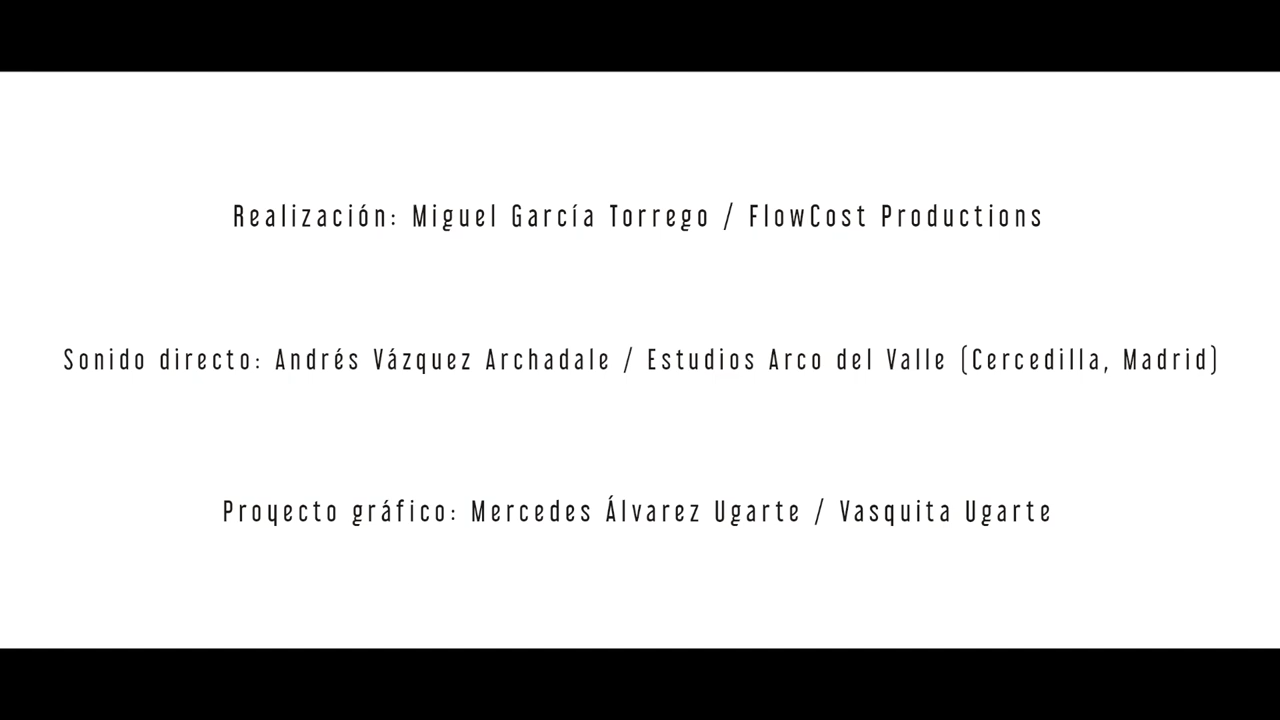 Realización: Miguel García Torrego / FlowCost Productions
Sonido directo: Andrés Vázquez Archadale / Estudios Arco del Valle (Cercedilla, Madrid)
Proyecto gráfico: Mercedes Álvarez Ugarte / Vasquita Ugarte